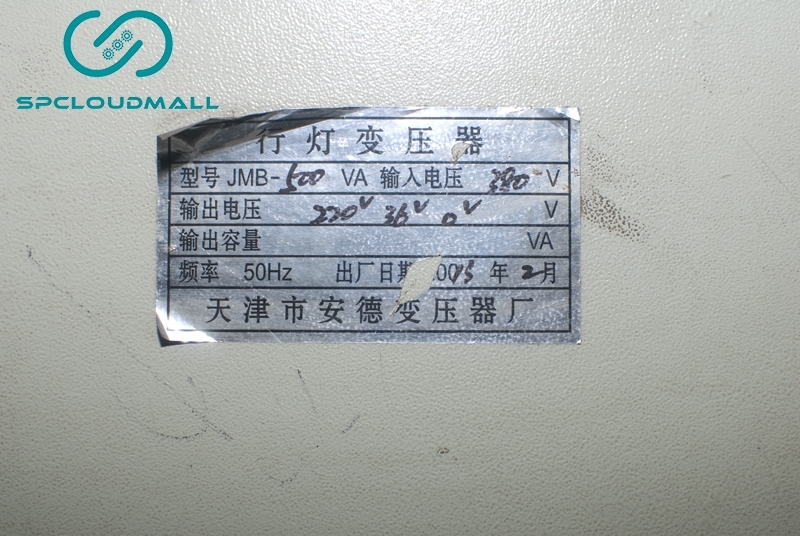 SPCLOUDMALL
行灯变压器
型号 JMB-500 VA 输入电压 380 V
输出电压 220V 36V 0V V
输出容量 VA
频率 50Hz 出厂日期 年 2月
天津市安德变压器厂